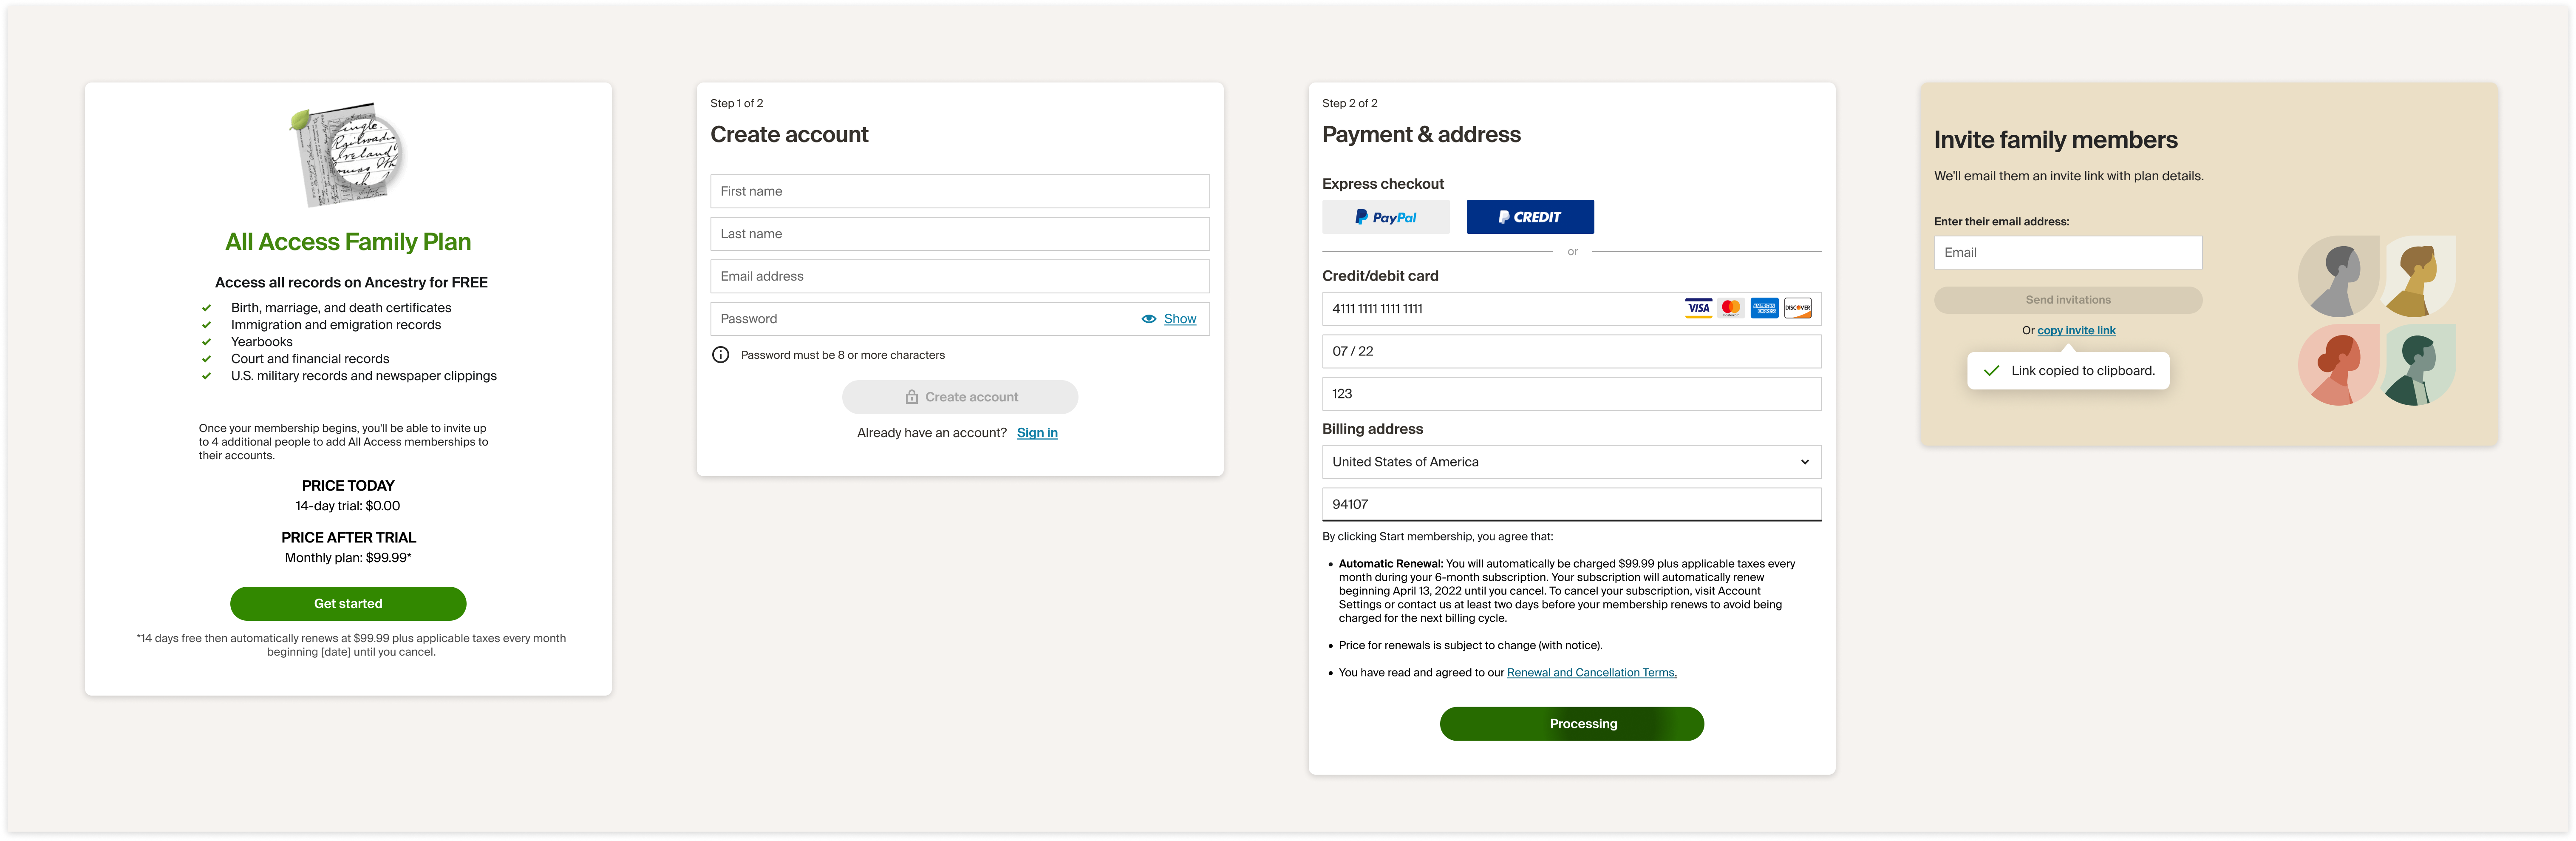 ingle.
Railroad
Ireland
All Access Family Plan
Access all records on Ancestry for FREE
Birth, marriage, and death certificates
Immigration and emigration records
Yearbooks
Court and financial records
U.S. military records and newspaper clippings
Once your membership begins, you'll be able to invite up
to 4 additional people to add All Access memberships to
their accounts.
PRICE TODAY
14-day trial: $0.00
PRICE AFTER TRIAL
Monthly plan: $99.99*
Get started
*14 days free then automatically renews at $99.99 plus applicable taxes every month
beginning [date] until you cancel.
Step 1 of 2
Create account
First name
Last name
Email address
Password
Show
Password must be 8 or more characters
Create account
Already have an account? Sign in
Step 2 of 2
Payment & address
Express checkout
PayPal
CREDIT
or
Credit/debit card
4111 1111 1111 1111
VISA
mastercard
AMERICAN EXPRESS
DISCOVER
07 / 22
123
Billing address
United States of America
94107
By clicking Start membership, you agree that:
• Automatic Renewal: You will automatically be charged $99.99 plus applicable taxes every
month during your 6-month subscription. Your subscription will automatically renew
beginning April 13, 2022 until you cancel. To cancel your subscription, visit Account
Settings or contact us at least two days before your membership renews to avoid being
charged for the next billing cycle.
• Price for renewals is subject to change (with notice).
• You have read and agreed to our Renewal and Cancellation Terms.
Processing
Invite family members
We'll email them an invite link with plan details.
Enter their email address:
Email
Send invitations
Or copy invite link
Link copied to clipboard.